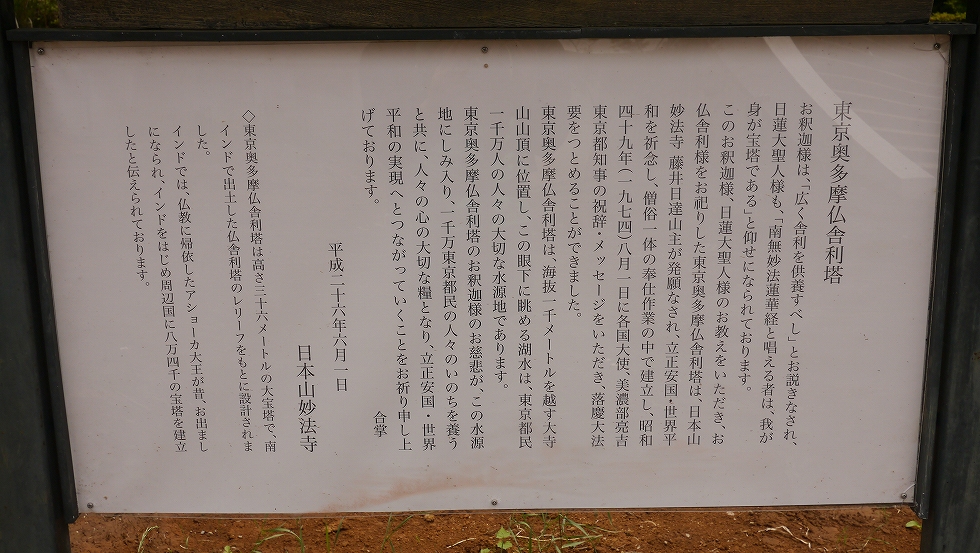 東京奥多摩仏舎利塔
お釈迦様は、「広く舎利を供養すべし」とお説きなされ、
日蓮大聖人様も、「南無妙法蓮華経と唱える者は、我が
身が宝塔である」と仰せになられております。
このお釈迦様、日蓮大聖人様のお教えをいただき、お
仏舎利様をお祀りした東京奥多摩仏舎利塔は、日本山
妙法寺 藤井日達山主が発願なされ、立正安国・世界平
和を祈念し、僧俗一体の奉仕作業の中で建立し、昭和
四十九年(一九七四)八月一日に各国大使、美濃部亮吉
東京都知事の祝辞・メッセージをいただき、落慶大法
要をつとめることができました。
東京奥多摩仏舎利塔は、海抜一千メートルを越す大寺
山山頂に位置し、この眼下に眺める湖水は、東京都民
一千万人の人々の大切な水源地であります。
東京奥多摩仏舎利塔のお釈迦様のお慈悲が、この水源
地にしみ入り、一千万東京都民の人々のいのちを養う
と共に、人々の心の大切な糧となり、立正安国・世界
平和の実現へとつながっていくことをお祈り申し上
げております。
合掌
平成二十六年六月一日
日本山妙法寺
◇東京奥多摩仏舎利塔は高さ三十六メートルの大宝塔で、南
インドで出土した仏舎利塔のレリーフをもとに設計されま
した。
インドでは、仏教に帰依したアショーカ大王が昔、お出まし
になられ、インドをはじめ周辺国に八万四千の宝塔を建立
したと伝えられております。